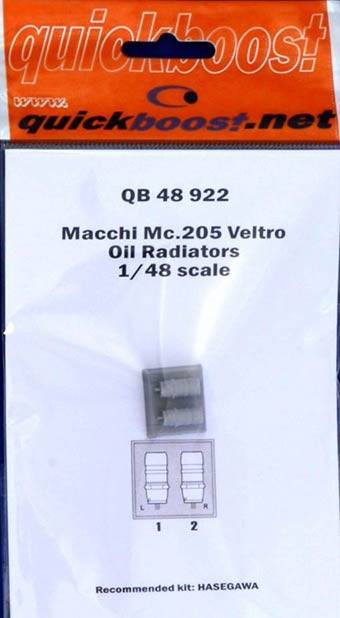 quickboost
www.
quickboost.net
QB 48 922
Macchi Mc.205 Veltro
Oil Radiators
1/48 scale
L R
1 2
Recommended kit: HASEGAWA